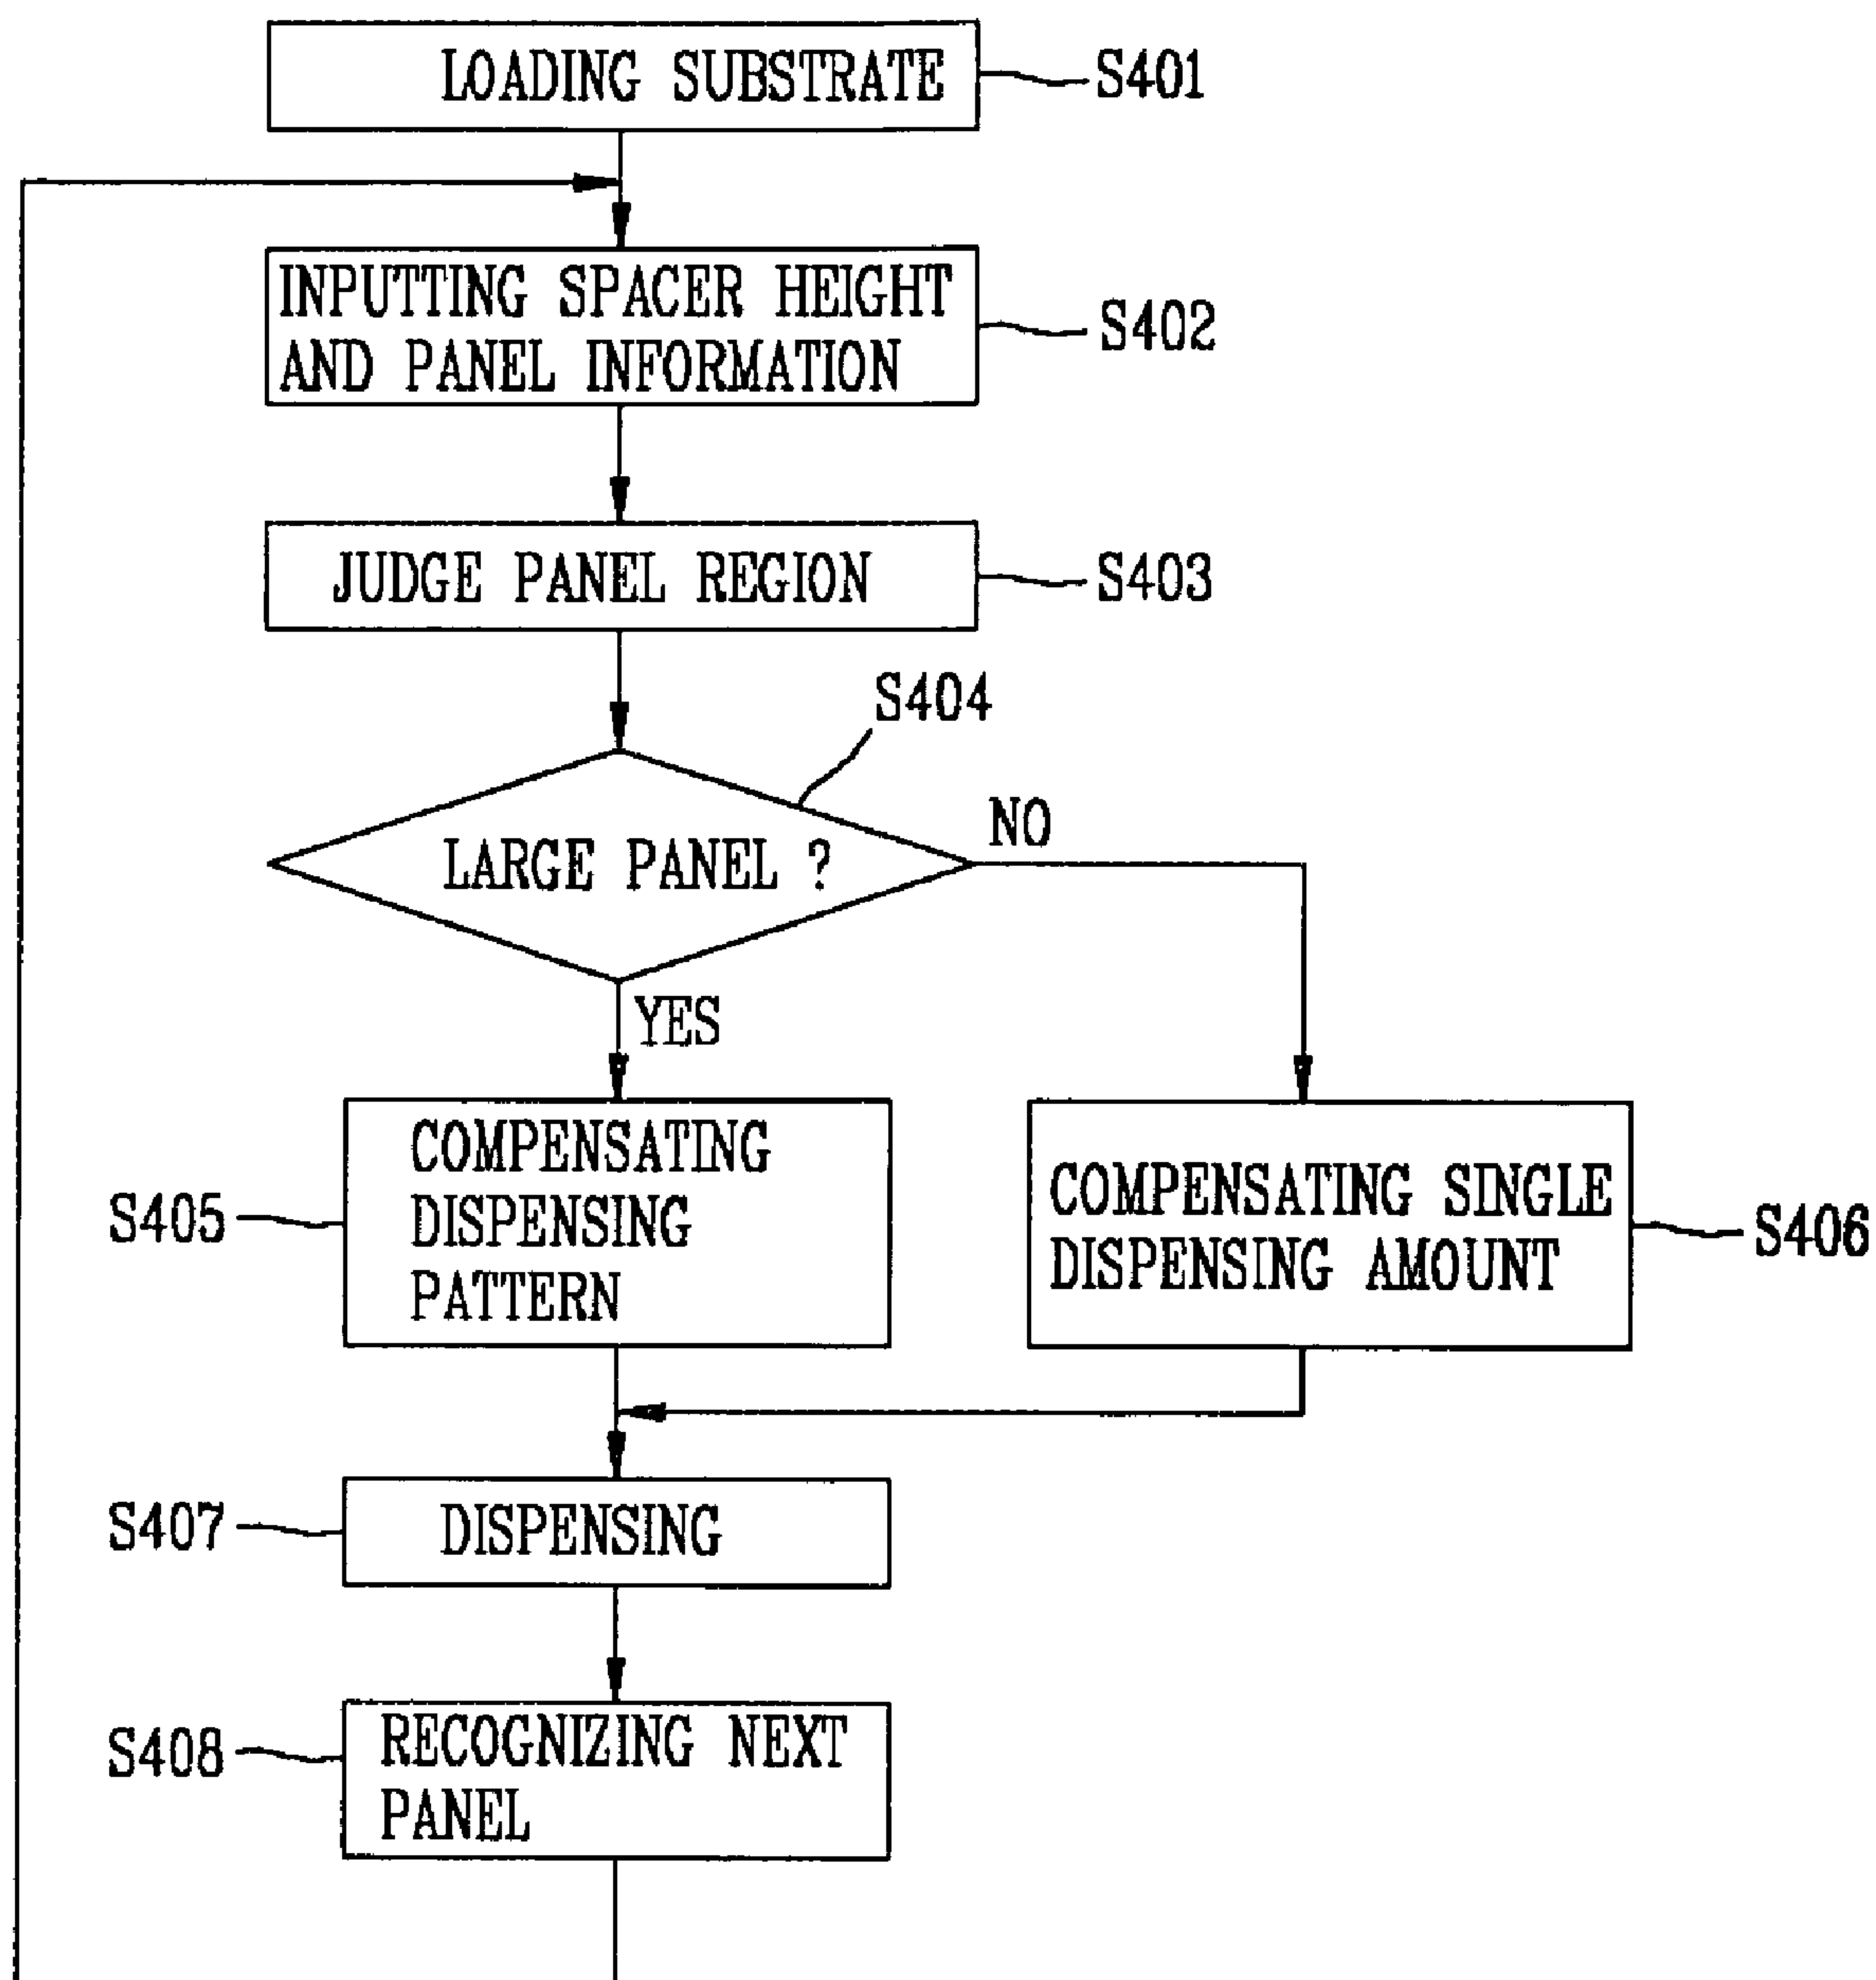 LOADING SUBSTRATE
S401
INPUTTING SPACER HEIGHT
AND PANEL INFORMATION
S402
JUDGE PANEL REGION
S403
S404
LARGE PANEL ?
NO
YES
COMPENSATING
DISPENSING
PATTERN
S405
COMPENSATING SINGLE
DISPENSING AMOUNT
S406
DISPENSING
S407
RECOGNIZING NEXT
PANEL
S408